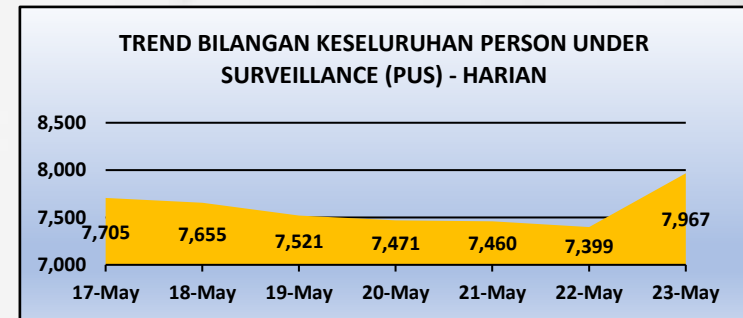 TREND BILANGAN KESELURUHAN PERSON UNDER
SURVEILLANCE (PUS) - HARIAN
8,500
8,000
7,500
7,000
7,705
7,655
7,521
7,471
7,460
7,399
7,967
17-May
18-May
19-May
20-May
21-May
22-May
23-May